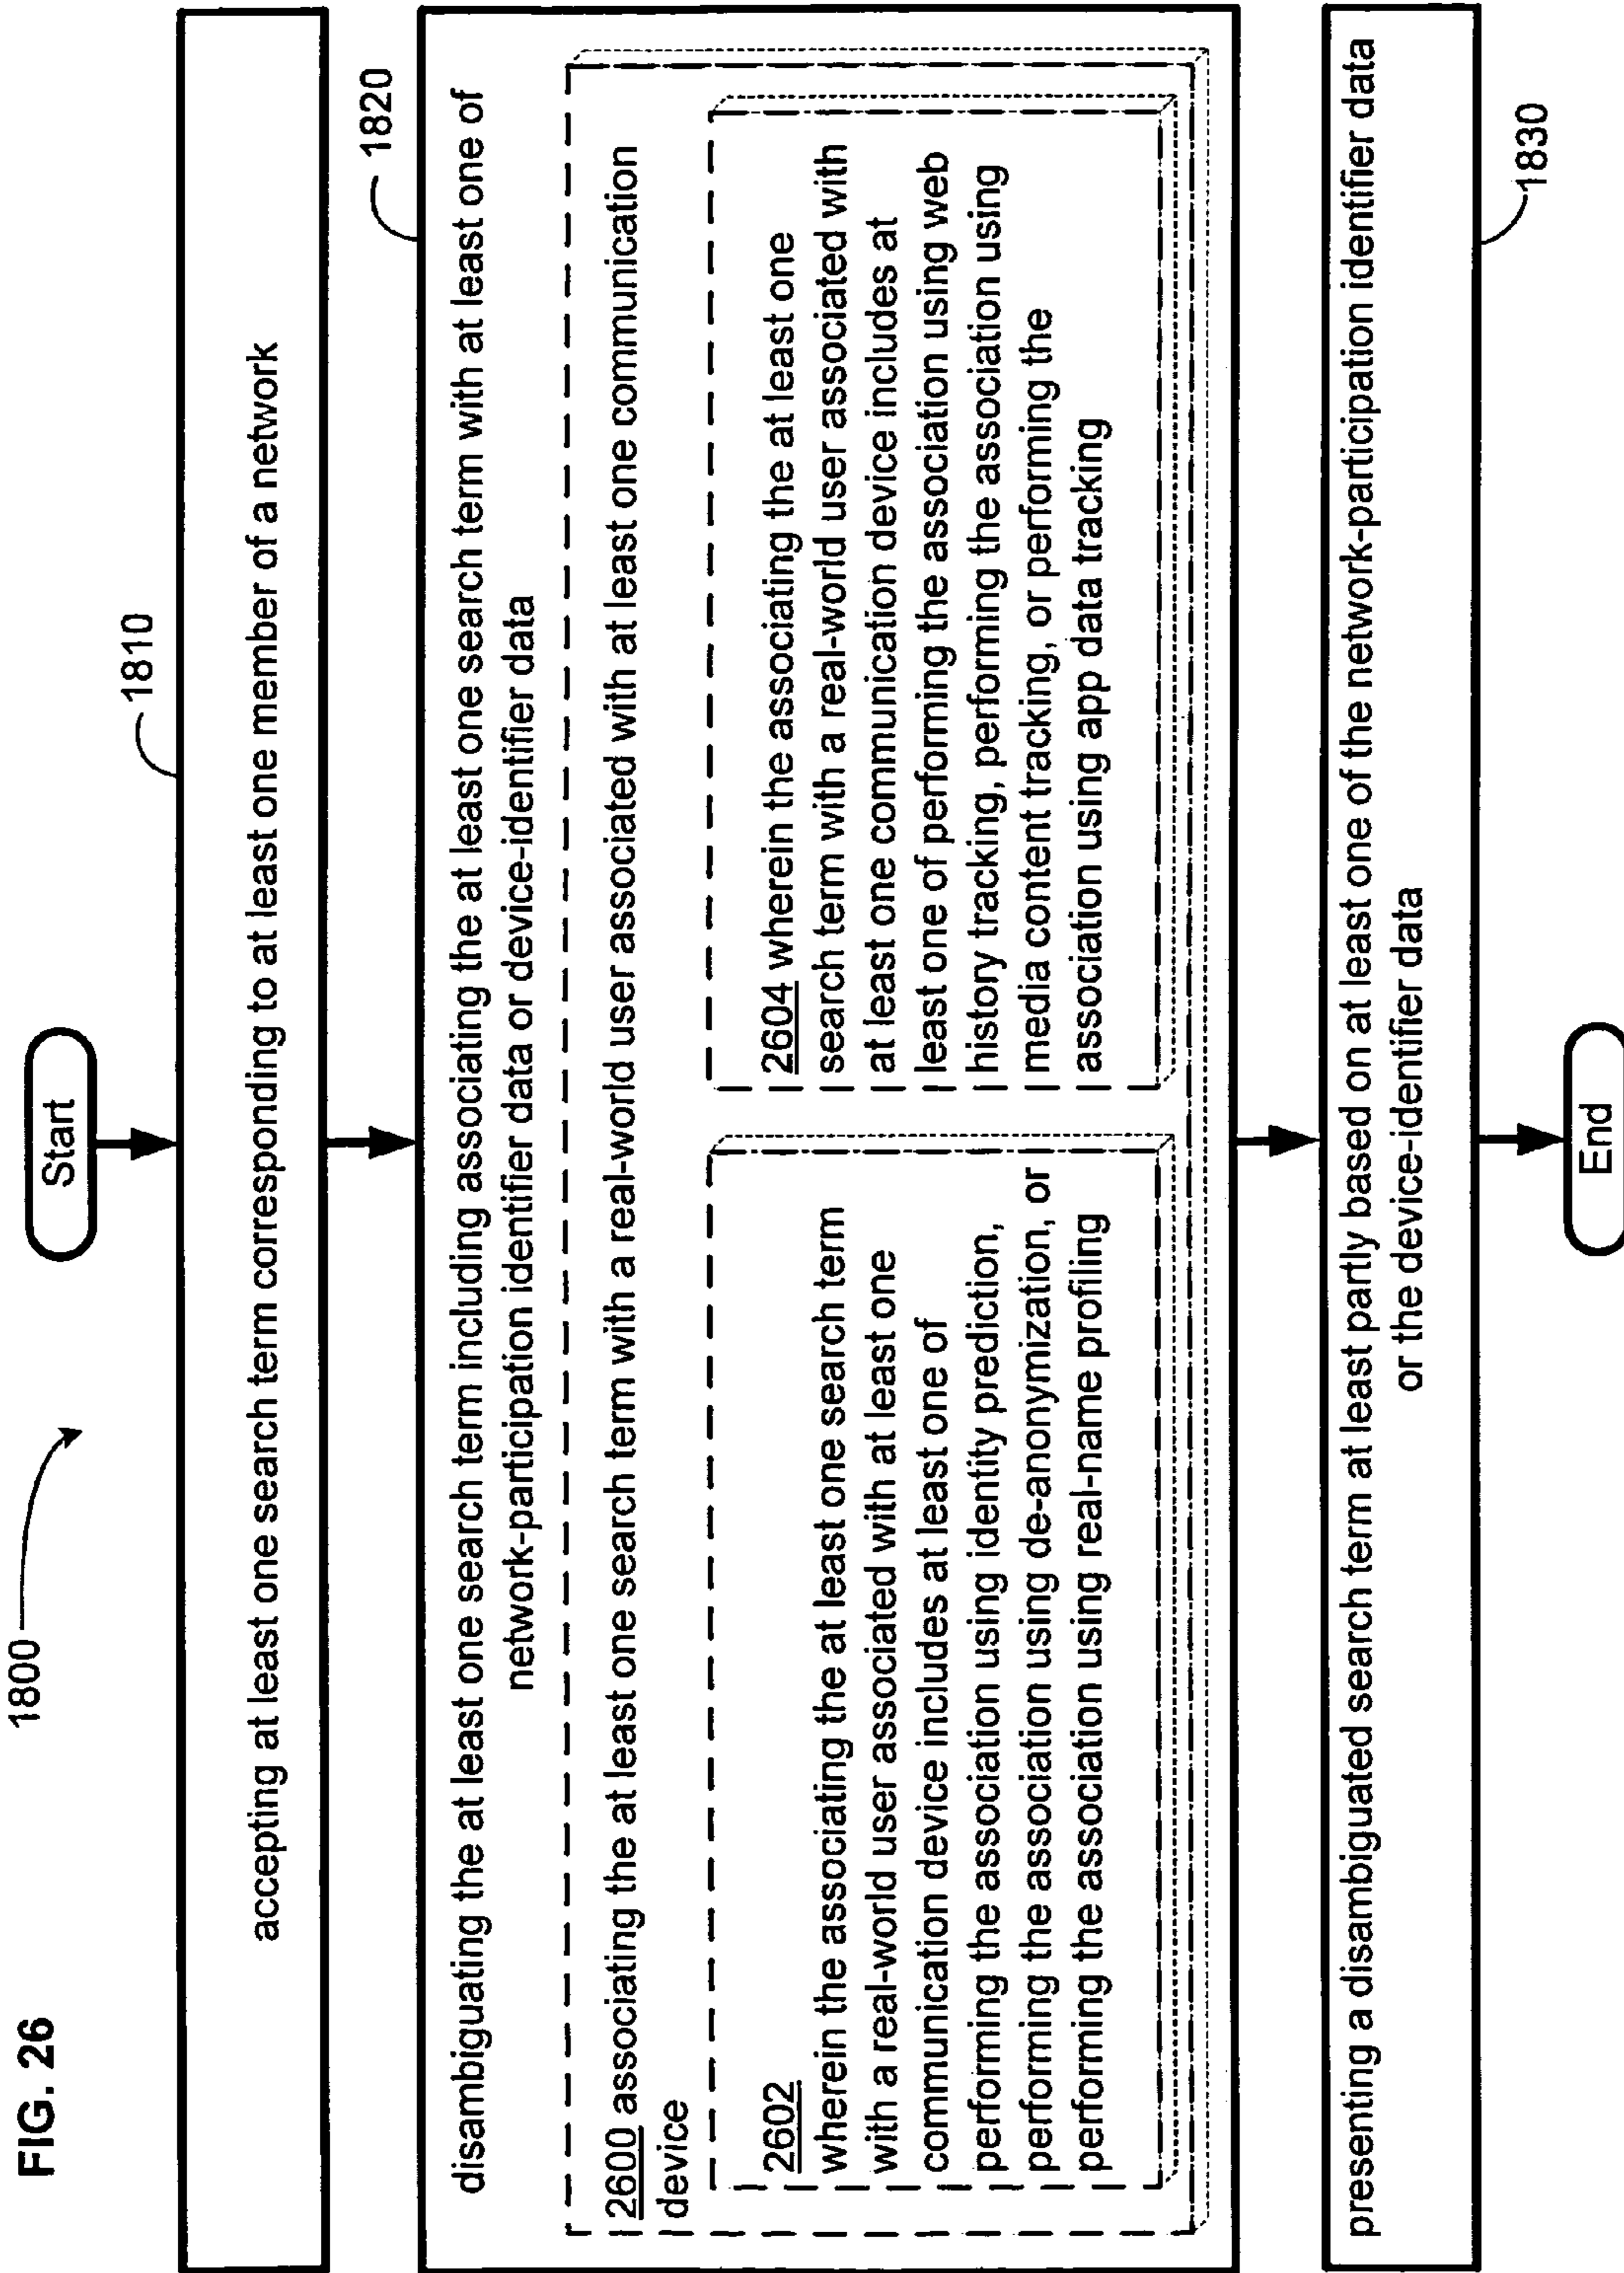 FIG. 26
1800
Start
1810
accepting at least one search term corresponding to at least one member of a network
1820
disambiguating the at least one search term including associating the at least one search term with at least one of
network-participation identifier data or device-identifier data
2600 associating the at least one search term with a real-world user associated with at least one communication
device
2602
wherein the associating the at least one search term
with a real-world user associated with at least one
communication device includes at least one of
performing the association using identity prediction,
performing the association using de-anonymization, or
performing the association using real-name profiling
2604 wherein the associating the at least one
search term with a real-world user associated with
at least one communication device includes at
least one of performing the association using web
history tracking, performing the association using
media content tracking, or performing the
association using app data tracking
presenting a disambiguated search term at least partly based on at least one of the network-participation identifier data
or the device-identifier data
1830
End